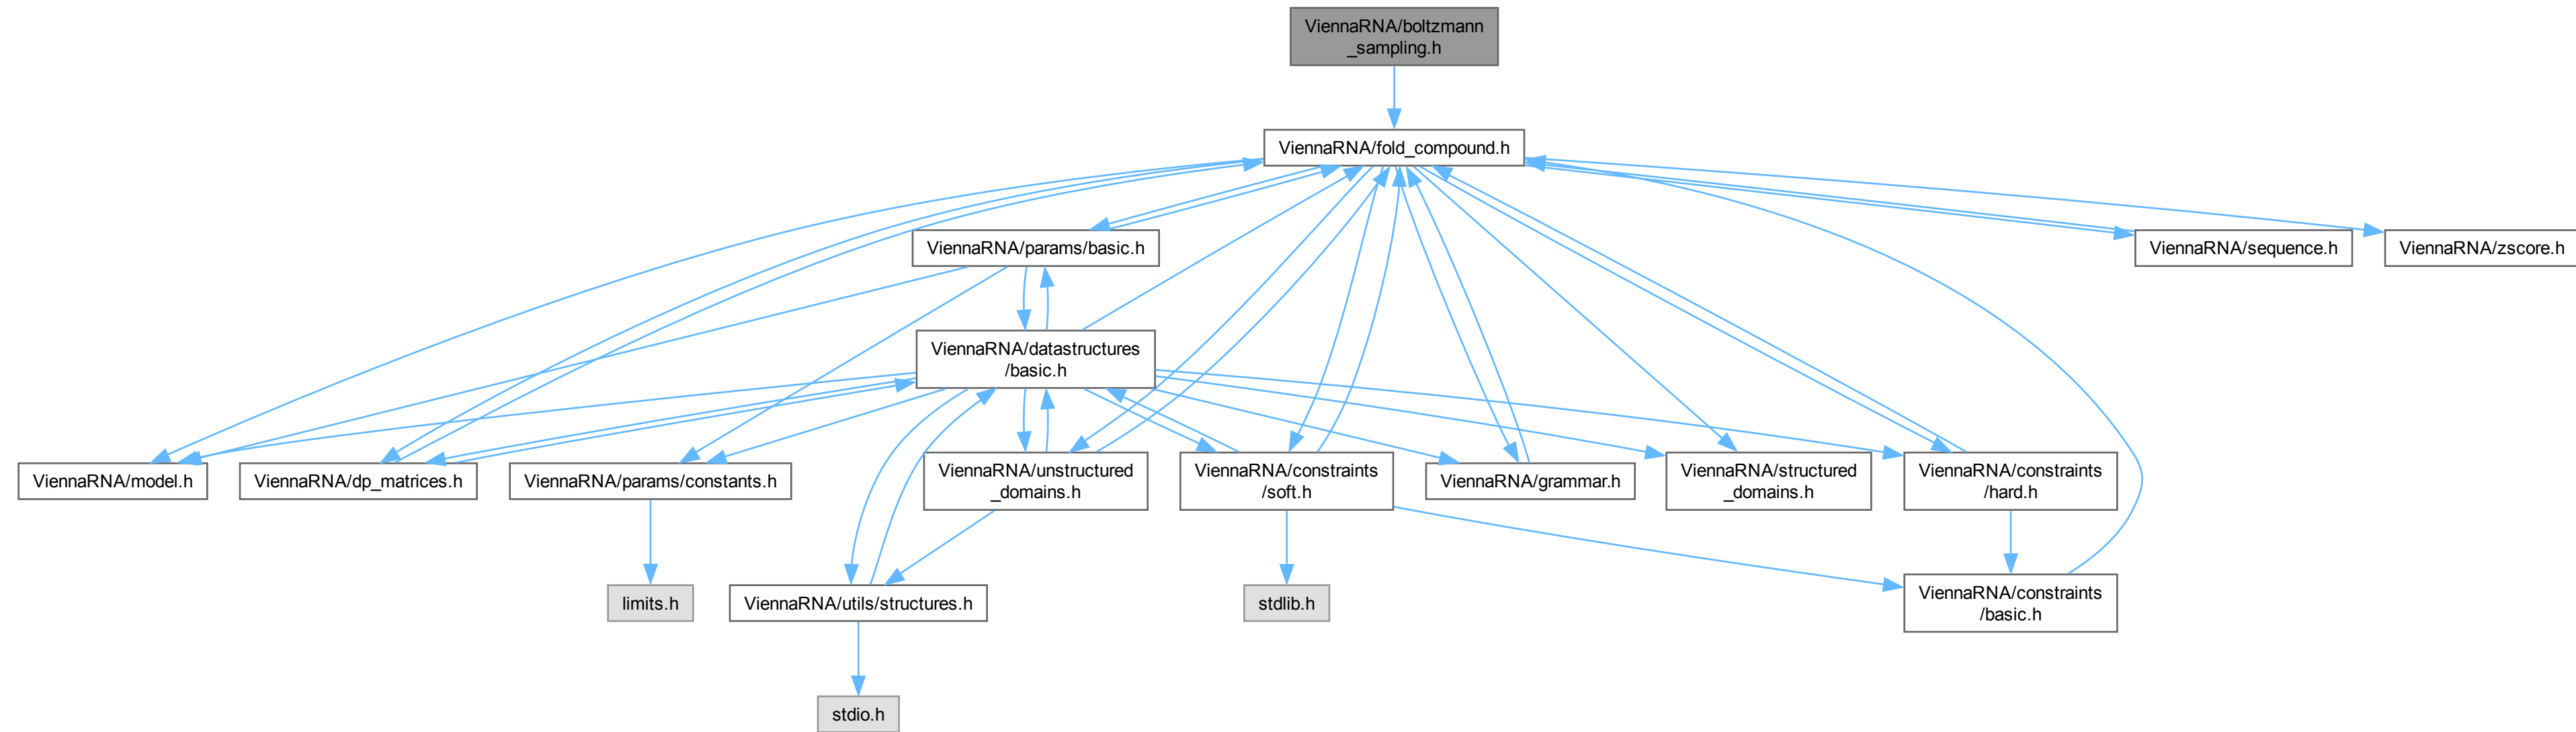 ViennaRNA/boltzmann
_sampling.h
ViennaRNA/fold_compound.h
ViennaRNA/params/basic.h
ViennaRNA/sequence.h
ViennaRNA/zscore.h
ViennaRNA/datastructures
/basic.h
ViennaRNA/model.h
ViennaRNA/dp_matrices.h
ViennaRNA/params/constants.h
ViennaRNA/unstructured
_domains.h
ViennaRNA/constraints
/soft.h
ViennaRNA/grammar.h
ViennaRNA/structured
_domains.h
ViennaRNA/constraints
/hard.h
limits.h
ViennaRNA/utils/structures.h
stdlib.h
ViennaRNA/constraints
/basic.h
stdio.h